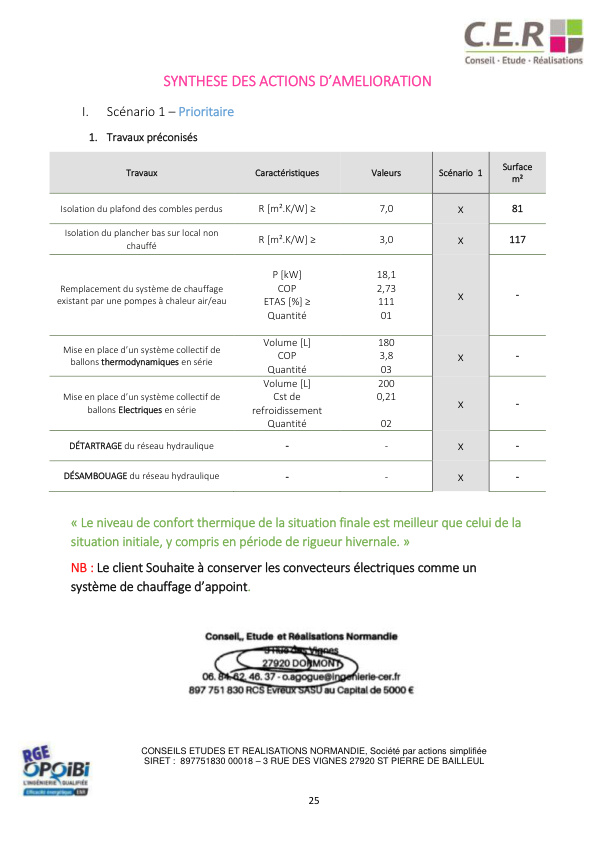 C.E.R
Conseil - Etude - Réalisations
SYNTHESE DES ACTIONS D'AMELIORATION
I. Scénario 1 – Prioritaire
1. Travaux préconisés
Travaux Caractéristiques Valeurs Scénario 1 Surface m²
Isolation du plafond des combles perdus R [m².K/W] ≥ 7,0 X 81
Isolation du plancher bas sur local non
chauffé R [m².K/W] ≥ 3,0 X 117
Remplacement du système de chauffage
existant par une pompes à chaleur air/eau
P [kW] 18,1
COP 2,73
ETAS [%] ≥ 111
Quantité 01
X -
Mise en place d'un système collectif de
ballons thermodynamiques en série
Volume [L] 180
COP 3,8
Quantité 03
X -
Mise en place d'un système collectif de
ballons Electriques en série
Volume [L] 200
Cst de 0,21
refroidissement
Quantité 02
X -
DÉTARTRAGE du réseau hydraulique - - X -
DÉSAMBOUAGE du réseau hydraulique - - X -
« Le niveau de confort thermique de la situation finale est meilleur que celui de la
situation initiale, y compris en période de rigueur hivernale. »
NB : Le client Souhaite à conserver les convecteurs électriques comme un
système de chauffage d'appoint.
Conseil,, Etude et Réalisations Normandie
3 rue des Vignes
27920 DORMONT
06. 84.62. 46. 37 - o.agogue@ingenierie-cer.fr
897 751 830 RCS Evreux SASU au Capital de 5000 €
RGE
OPQiBi
L'INGÉNIERIE QUALIFIÉE
Efficacité énergétique
CONSEILS ETUDES ET REALISATIONS NORMANDIE, Société par actions simplifiée
SIRET : 897751830 00018 – 3 RUE DES VIGNES 27920 ST PIERRE DE BAILLEUL
25